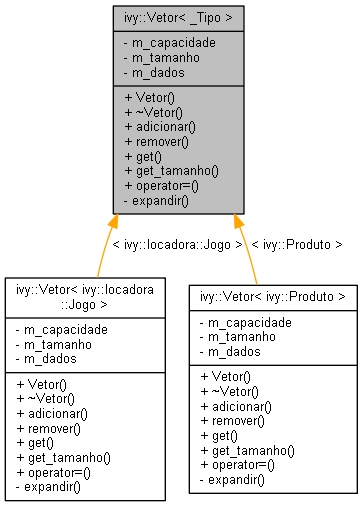 ivy::Vetor< _Tipo >
- m_capacidade
- m_tamanho
- m_dados
+ Vetor()
+ ~Vetor()
+ adicionar()
+ remover()
+ get()
+ get_tamanho()
+ operator=()
- expandir()
< ivy::locadora::Jogo >
< ivy::Produto >
ivy::Vetor< ivy::locadora
::Jogo >
- m_capacidade
- m_tamanho
- m_dados
+ Vetor()
+ ~Vetor()
+ adicionar()
+ remover()
+ get()
+ get_tamanho()
+ operator=()
- expandir()
ivy::Vetor< ivy::Produto >
- m_capacidade
- m_tamanho
- m_dados
+ Vetor()
+ ~Vetor()
+ adicionar()
+ remover()
+ get()
+ get_tamanho()
+ operator=()
- expandir()